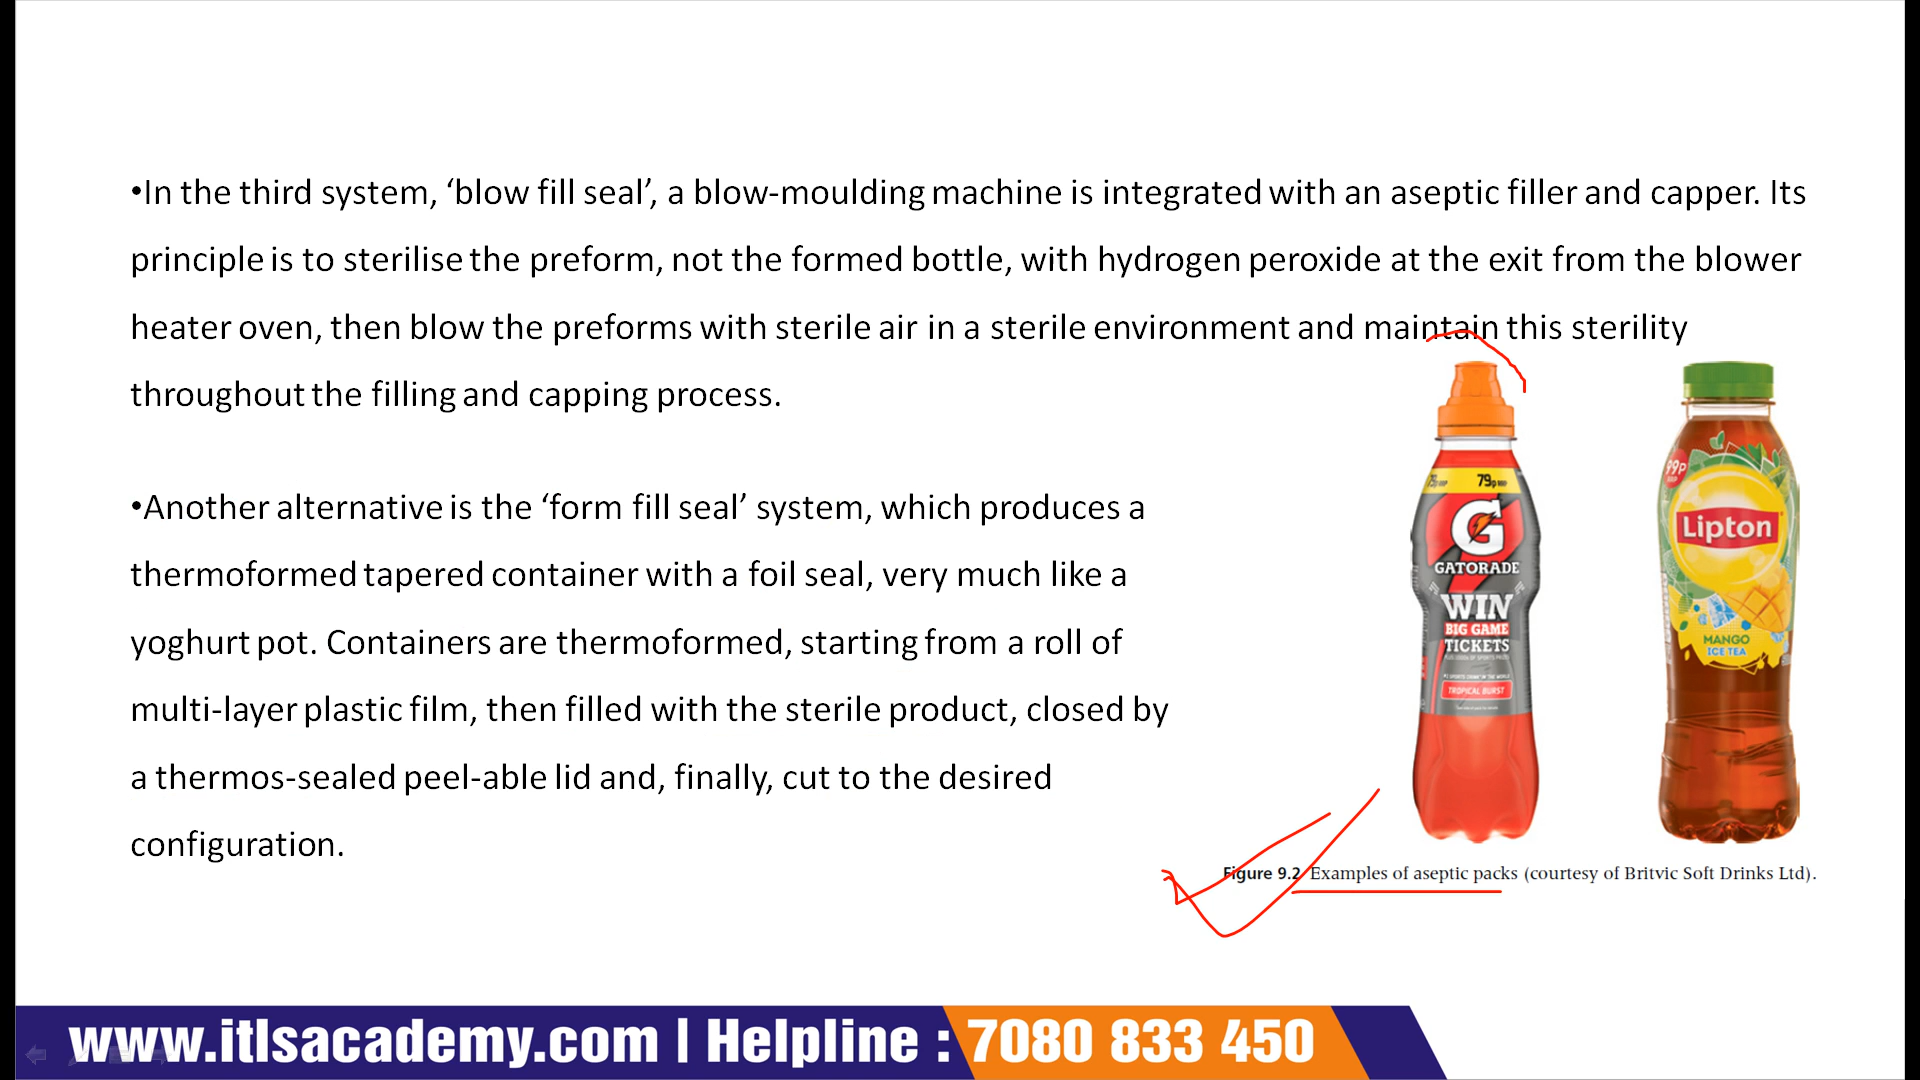 •In the third system, ‘blow fill seal’, a blow-moulding machine is integrated with an aseptic filler and capper. Its
principle is to sterilise the preform, not the formed bottle, with hydrogen peroxide at the exit from the blower
heater oven, then blow the preforms with sterile air in a sterile environment and maintain this sterility
throughout the filling and capping process.
•Another alternative is the ‘form fill seal’ system, which produces a
thermoformed tapered container with a foil seal, very much like a
yoghurt pot. Containers are thermoformed, starting from a roll of
multi-layer plastic film, then filled with the sterile product, closed by
a thermos-sealed peel-able lid and, finally, cut to the desired
configuration.
79p
G
GATORADE
WIN
BIG GAME
TICKETS
TROPICAL BURST
99p
Lipton
MANGO
ICE TEA
Figure 9.2 Examples of aseptic packs (courtesy of Britvic Soft Drinks Ltd).
www.itlsacademy.com | Helpline : 7080 833 450